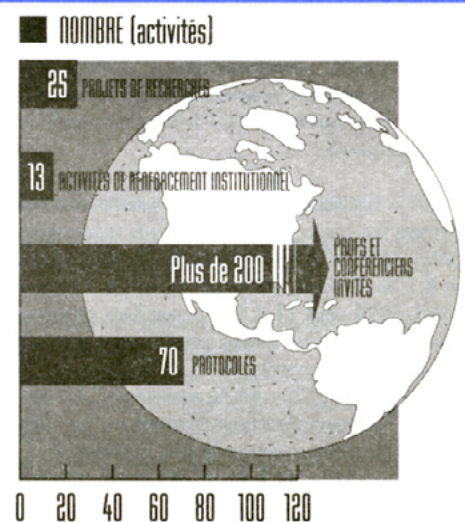 NOMBRE (activités)
25 PROJETS DE RECHERCHES
13 ACTIVITÉS DE RENFORCEMENT INSTITUTIONNEL
Plus de 200
PROFS ET
CONFÉRENCIERS
INVITÉS
70 PROTOCOLES
0 20 40 60 80 100 120